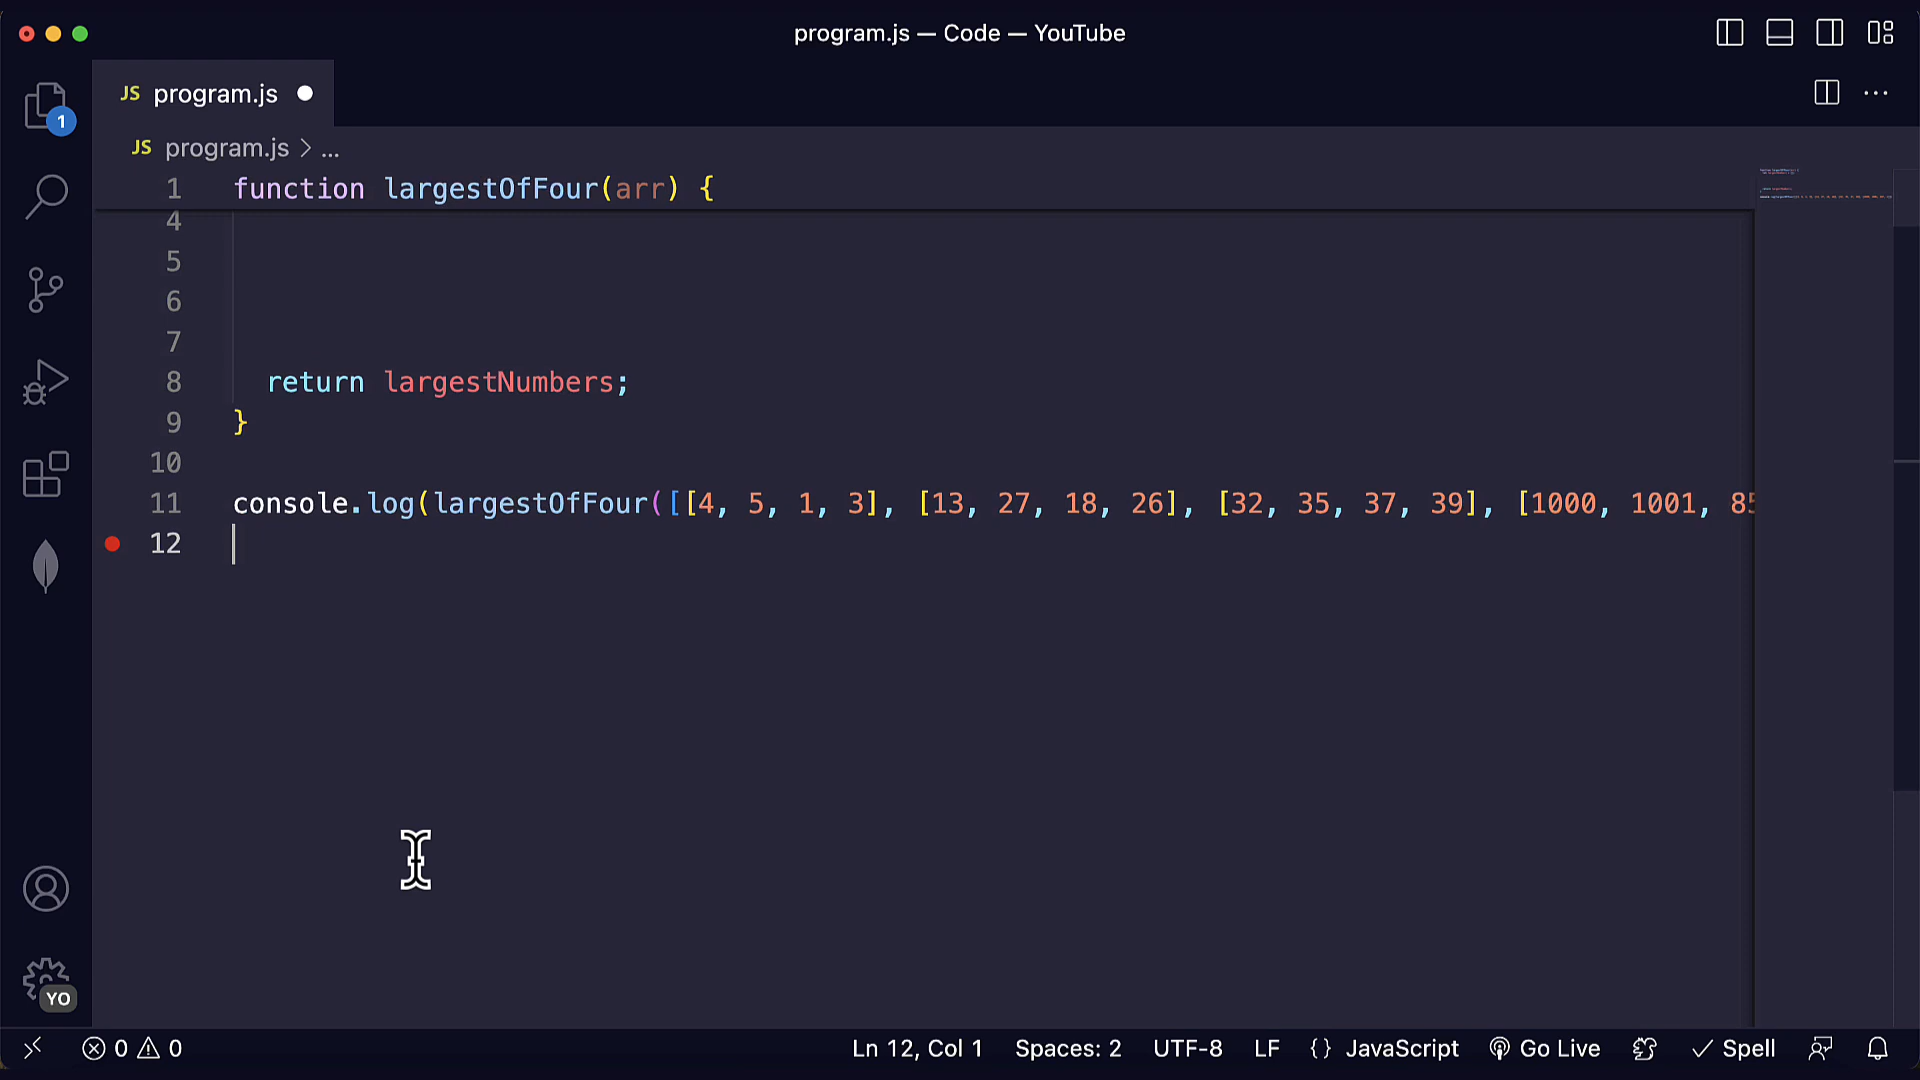 program.js — Code — YouTube
JS program.js
1
JS program.js > ...
1 function largestOfFour(arr) {
4
5
6
7
8 return largestNumbers;
9 }
10
11 console.log(largestOfFour([[4, 5, 1, 3], [13, 27, 18, 26], [32, 35, 37, 39], [1000, 1001, 85
12
YO
0 0 Ln 12, Col 1 Spaces: 2 UTF-8 LF {} JavaScript Go Live Spell